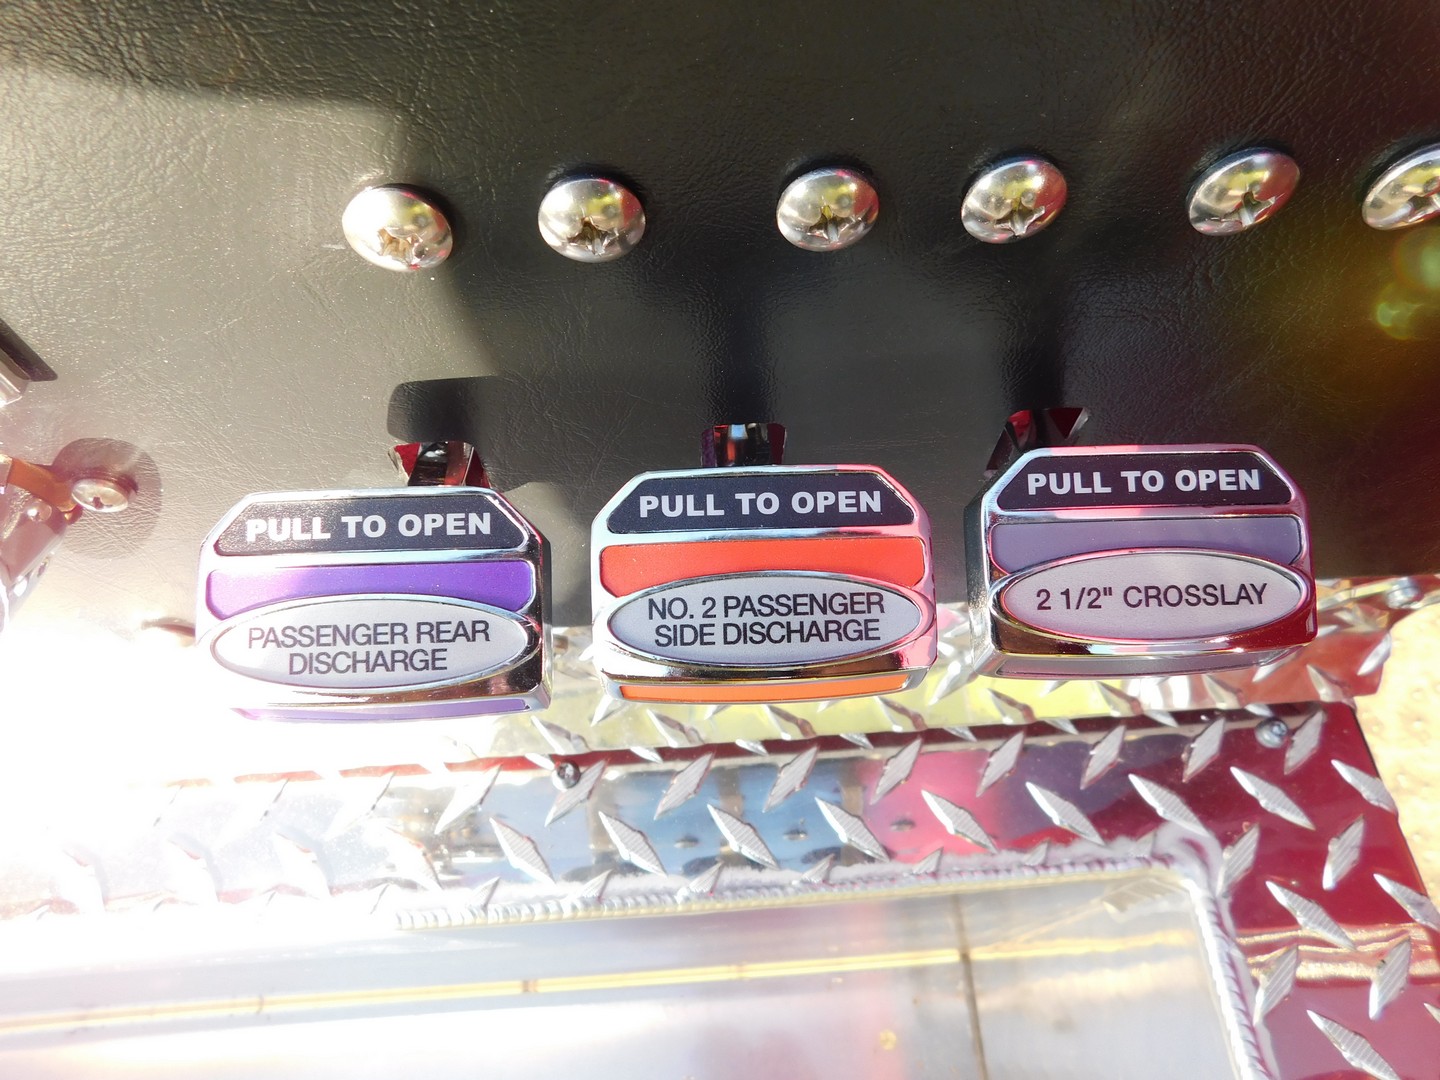 PULL TO OPEN
PASSENGER REAR
DISCHARGE
PULL TO OPEN
NO. 2 PASSENGER
SIDE DISCHARGE
PULL TO OPEN
2 1/2" CROSSLAY